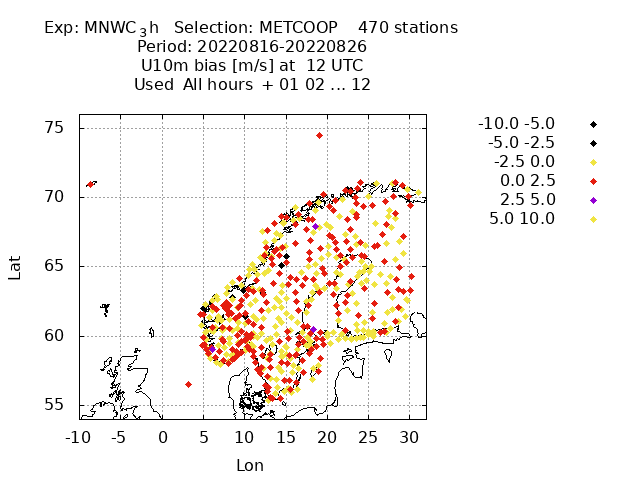 Exp: MNWC_3h Selection: METCOOP 470 stations
Period: 20220816-20220826
U10m bias [m/s] at 12 UTC
Used All hours + 01 02 ... 12
-10.0 -5.0
-5.0 -2.5
-2.5 0.0
0.0 2.5
2.5 5.0
5.0 10.0
75
70
65
60
55
Lat
-10 -5 0 5 10 15 20 25 30
Lon